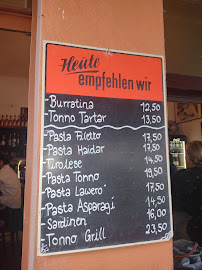 Heute
empfehlen wir
- Burratina 12,50
- Tonno Tartar 13,50
- Pasta Filetto 17,50
- Pasta Haidar 17,50
- Tirolese 14,50
- Pasta Tonno 19,50
- Pasta Lawero 17,50
- Pasta Asparagi 14,50
- Sardinen 16,00
- Tonno Grill 23,50